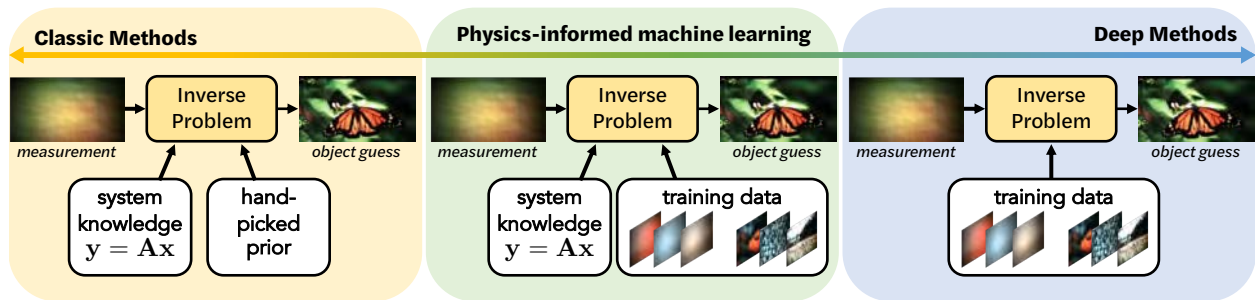 Classic Methods
Inverse
Problem
measurement
object guess
system
knowledge
y = Ax
hand-
picked
prior
Physics-informed machine learning
Inverse
Problem
measurement
object guess
system
knowledge
y = Ax
training data
Deep Methods
Inverse
Problem
measurement
object guess
training data